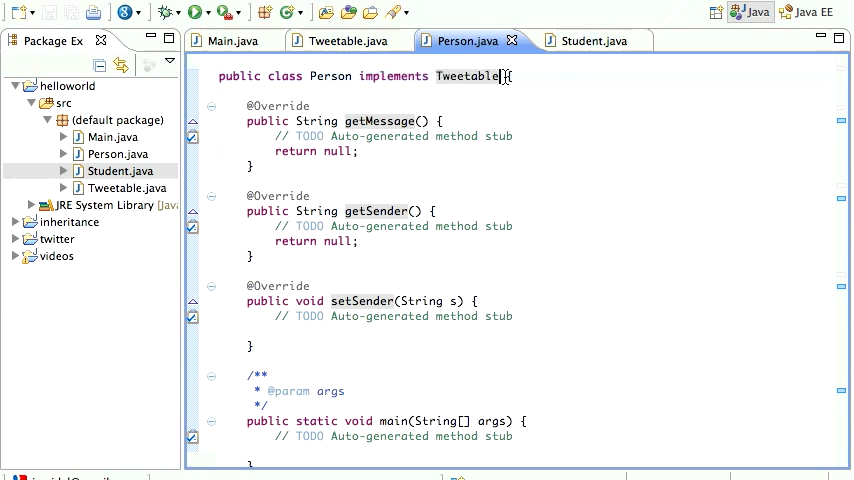 Java
Java EE
Package Ex
Main.java
Tweetable.java
Person.java
Student.java
helloworld
src
(default package)
Main.java
Person.java
Student.java
Tweetable.java
JRE System Library [Java
inheritance
twitter
videos
public class Person implements Tweetable {
@Override
public String getMessage() {
// TODO Auto-generated method stub
return null;
}
@Override
public String getSender() {
// TODO Auto-generated method stub
return null;
}
@Override
public void setSender(String s) {
// TODO Auto-generated method stub
}
/**
* @param args
*/
public static void main(String[] args) {
// TODO Auto-generated method stub
}